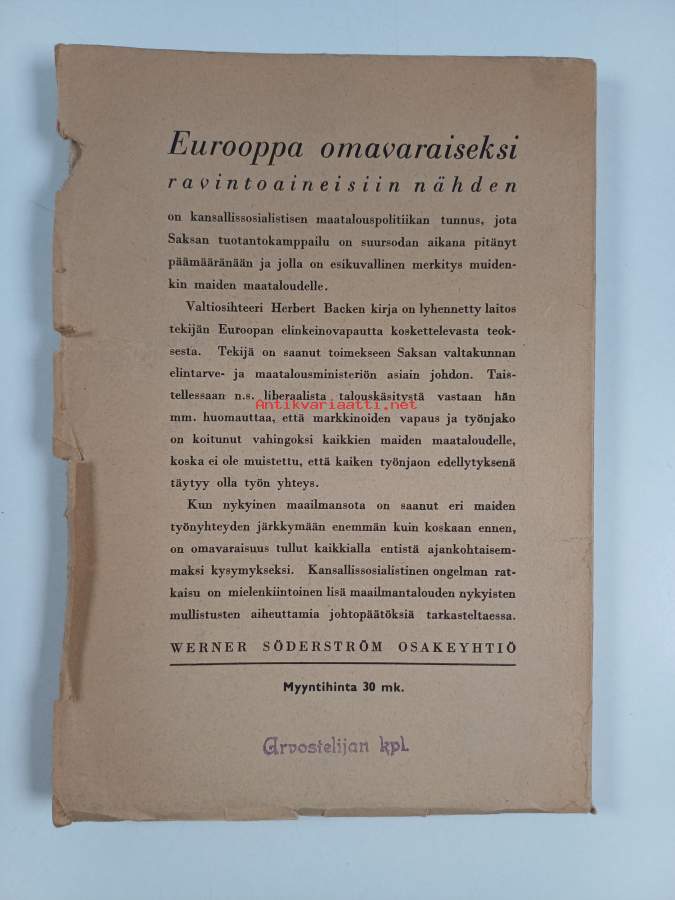 Eurooppa omavaraiseksi
ravintoaineisiin nähden
on kansallissosialistisen maatalouspolitiikan tunnus, jota
Saksan tuotantokamppailu on suursodan aikana pitänyt
päämääränään ja jolla on esikuvallinen merkitys muiden-
kin maiden maataloudelle.
Valtiosihteeri Herbert Backen kirja on lyhennetty laitos
tekijän Euroopan elinkeinovapautta koskettelevasta teok-
sesta. Tekijä on saanut toimekseen Saksan valtakunnan
elintarve- ja maatalousministeriön asiain johdon. Tais-
tellessaan n.s. liberaalista talouskäsitystä vastaan hän
Antikvariaatti.net
mm. huomauttaa, että markkinoiden vapaus ja työnjako
on koitunut vahingoksi kaikkien maiden maataloudelle,
koska ei ole muistettu, että kaiken työnjaon edellytyksenä
täytyy olla työn yhteys.
Kun nykyinen maailmansota on saanut eri maiden
työnyhteyden järkkymään enemmän kuin koskaan ennen,
on omavaraisuus tullut kaikkialla entistä ajankohtaisem-
maksi kysymykseksi. Kansallissosialistinen ongelman rat-
kaisu on mielenkiintoinen lisä maailmantalouden nykyisten
mullistusten aiheuttamia johtopäätöksiä tarkasteltaessa.
WERNER SÖDERSTRÖM OSAKEYHTIÖ
Myyntihinta 30 mk.
Arvostelijan kpl.